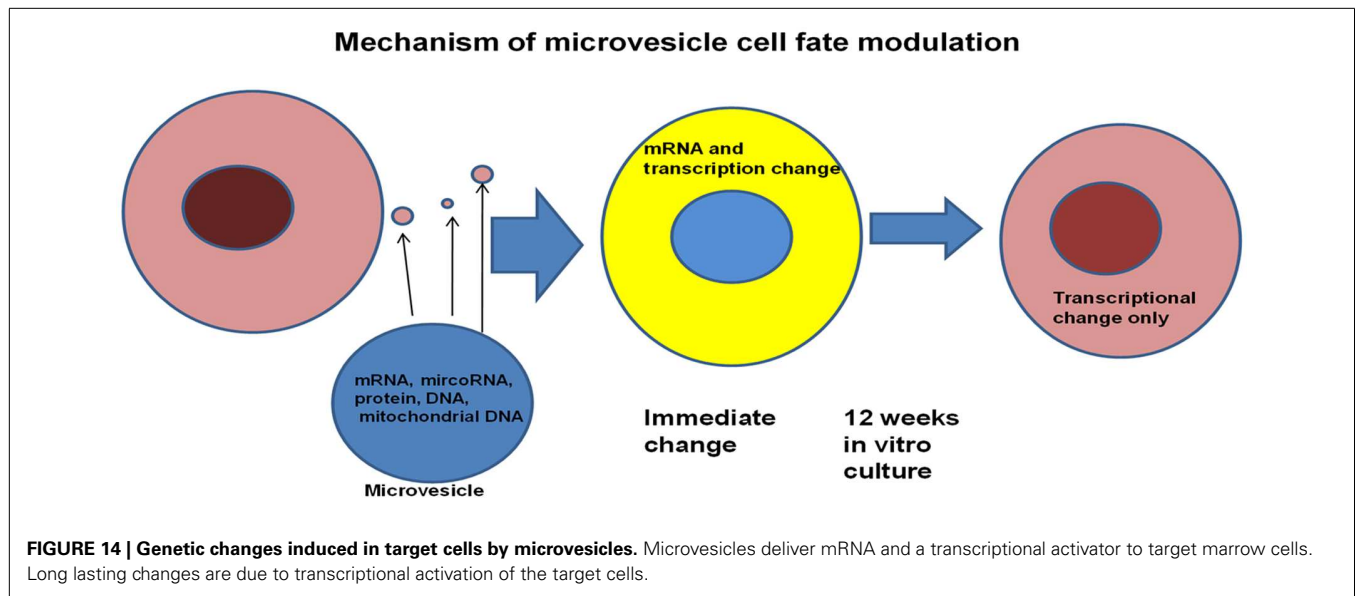 Mechanism of microvesicle cell fate modulation
mRNA and
transcription change
Transcriptional
change only
mRNA, mircoRNA,
protein, DNA,
mitochondrial DNA
Microvesicle
Immediate
change
12 weeks
in vitro
culture
FIGURE 14 | Genetic changes induced in target cells by microvesicles. Microvesicles deliver mRNA and a transcriptional activator to target marrow cells.
Long lasting changes are due to transcriptional activation of the target cells.